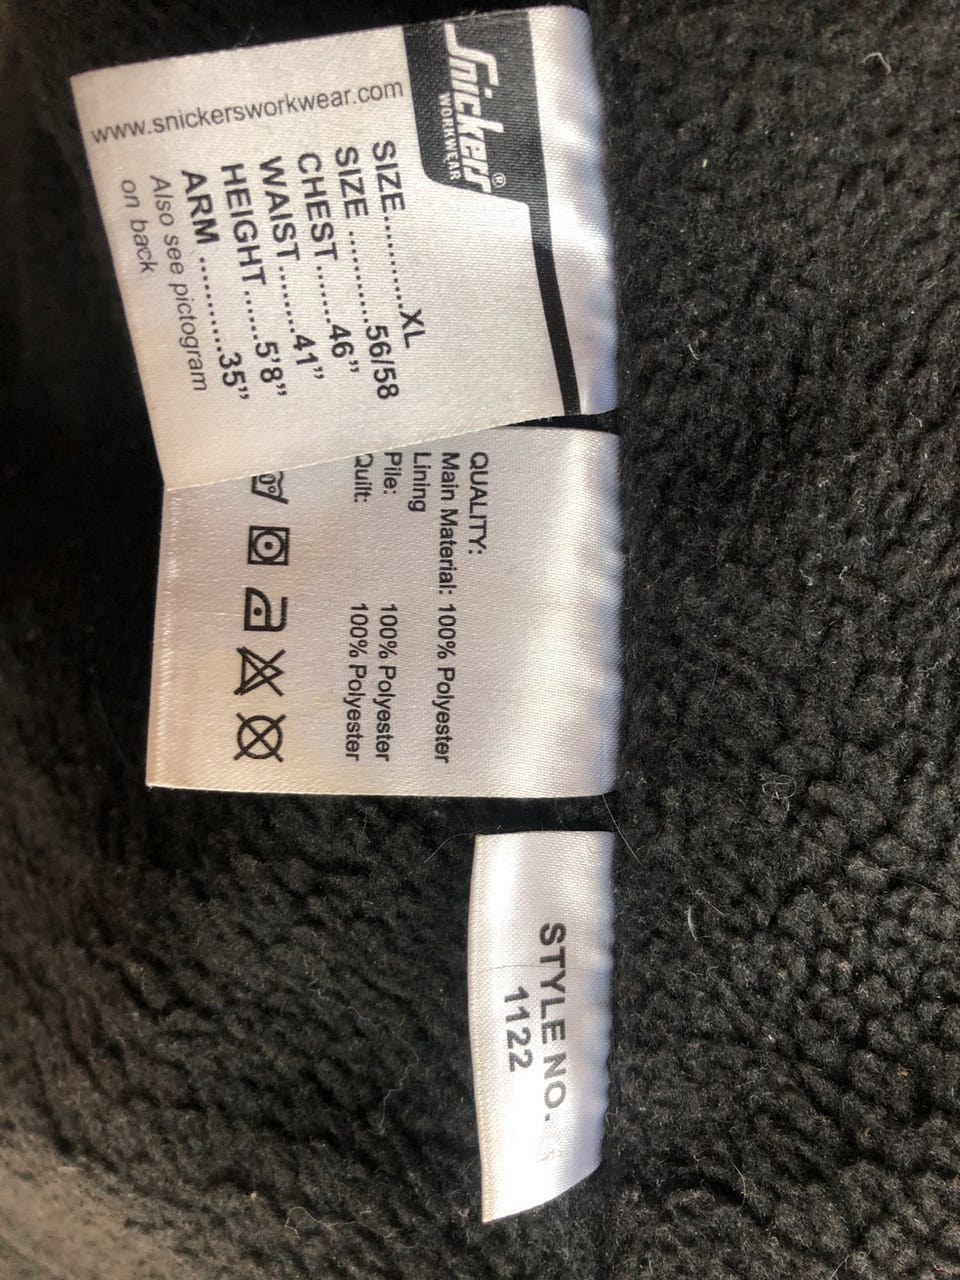 Snickers®
WORKWEAR
SIZE............XL
SIZE ............56/58
CHEST.......46”
WAIST.........41”
HEIGHT......5’8”
ARM ...........35”
Also see pictogram
on back
www.snickersworkwear.com
QUALITY:
Main Material: 100% Polyester
Lining
Pile: 100% Polyester
Quilt: 100% Polyester
STYLE NO.
1122